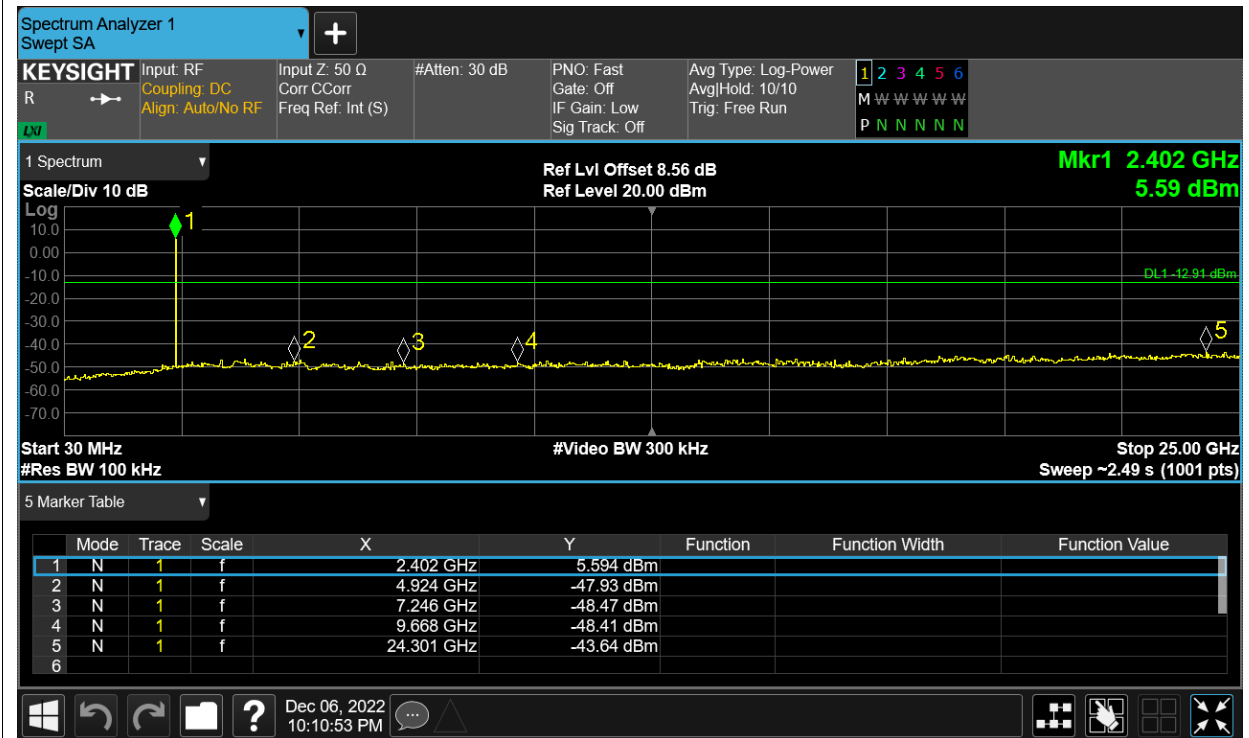 Spectrum Analyzer 1
Swept SA
KEYSIGHT Input: RF Input Z: 50 Ω #Atten: 30 dB PNO: Fast Avg Type: Log-Power 1 2 3 4 5 6
R Coupling: DC Corr CCorr Gate: Off Avg|Hold: 10/10 M W W W W W
Align: Auto/No RF Freq Ref: Int (S) IF Gain: Low Trig: Free Run
LXI Sig Track: Off P N N N N N N
1 Spectrum Ref Lvl Offset 8.56 dB Mkr1 2.402 GHz
Scale/Div 10 dB Ref Level 20.00 dBm 5.59 dBm
Log
1
10.0
0.00
-10.0 DL1 -12.91 dBm
-20.0
-30.0
2 3 4 5
-40.0
-50.0
-60.0
-70.0
Start 30 MHz #Video BW 300 kHz Stop 25.00 GHz
#Res BW 100 kHz Sweep ~2.49 s (1001 pts)
5 Marker Table
Mode Trace Scale X Y Function Function Width Function Value
1 N 1 f 2.402 GHz 5.594 dBm
2 N 1 f 4.924 GHz -47.93 dBm
3 N 1 f 7.246 GHz -48.47 dBm
4 N 1 f 9.668 GHz -48.41 dBm
5 N 1 f 24.301 GHz -43.64 dBm
6
? Dec 06, 2022
10:10:53 PM